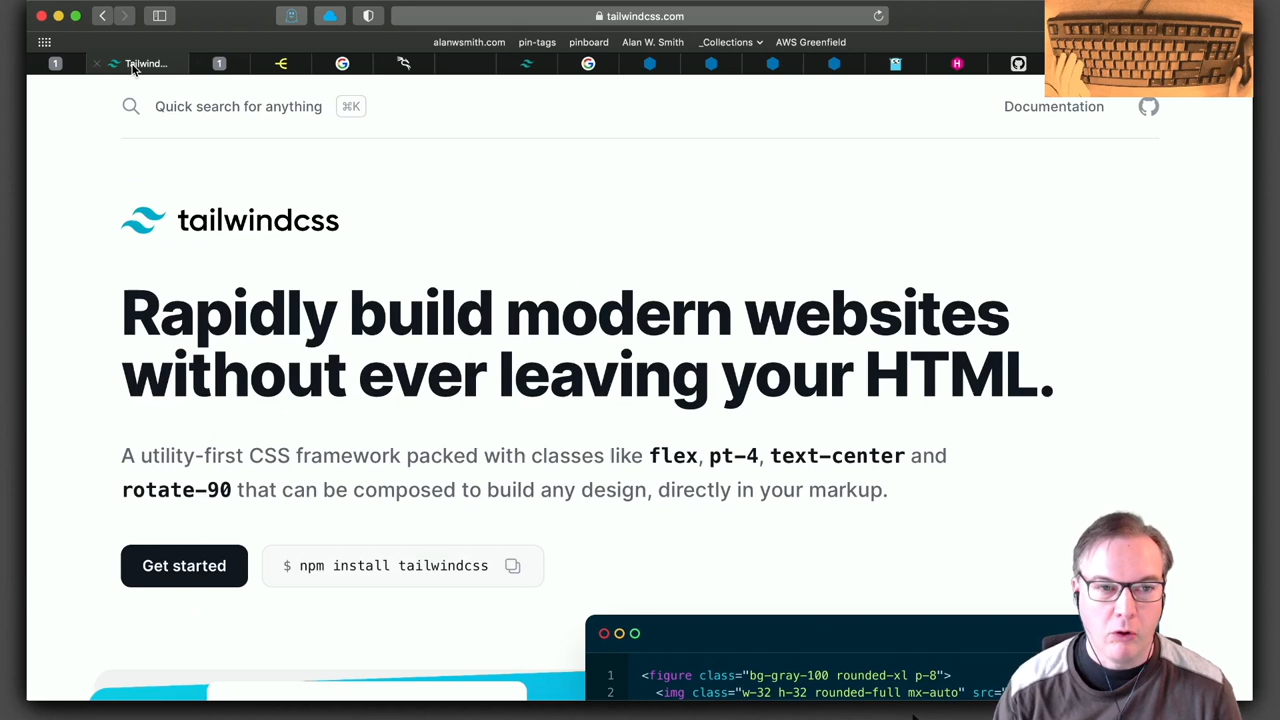 tailwindcss.com
alanwsmith.com pin-tags pinboard Alan W. Smith _Collections AWS Greenfield
1 Tailwind... 1
Quick search for anything ⌘K Documentation
tailwindcss
Rapidly build modern websites
without ever leaving your HTML.
A utility-first CSS framework packed with classes like flex, pt-4, text-center and
rotate-90 that can be composed to build any design, directly in your markup.
Get started $ npm install tailwindcss
1 <figure class="bg-gray-100 rounded-xl p-8">
2 <img class="w-32 h-32 rounded-full mx-auto" src=